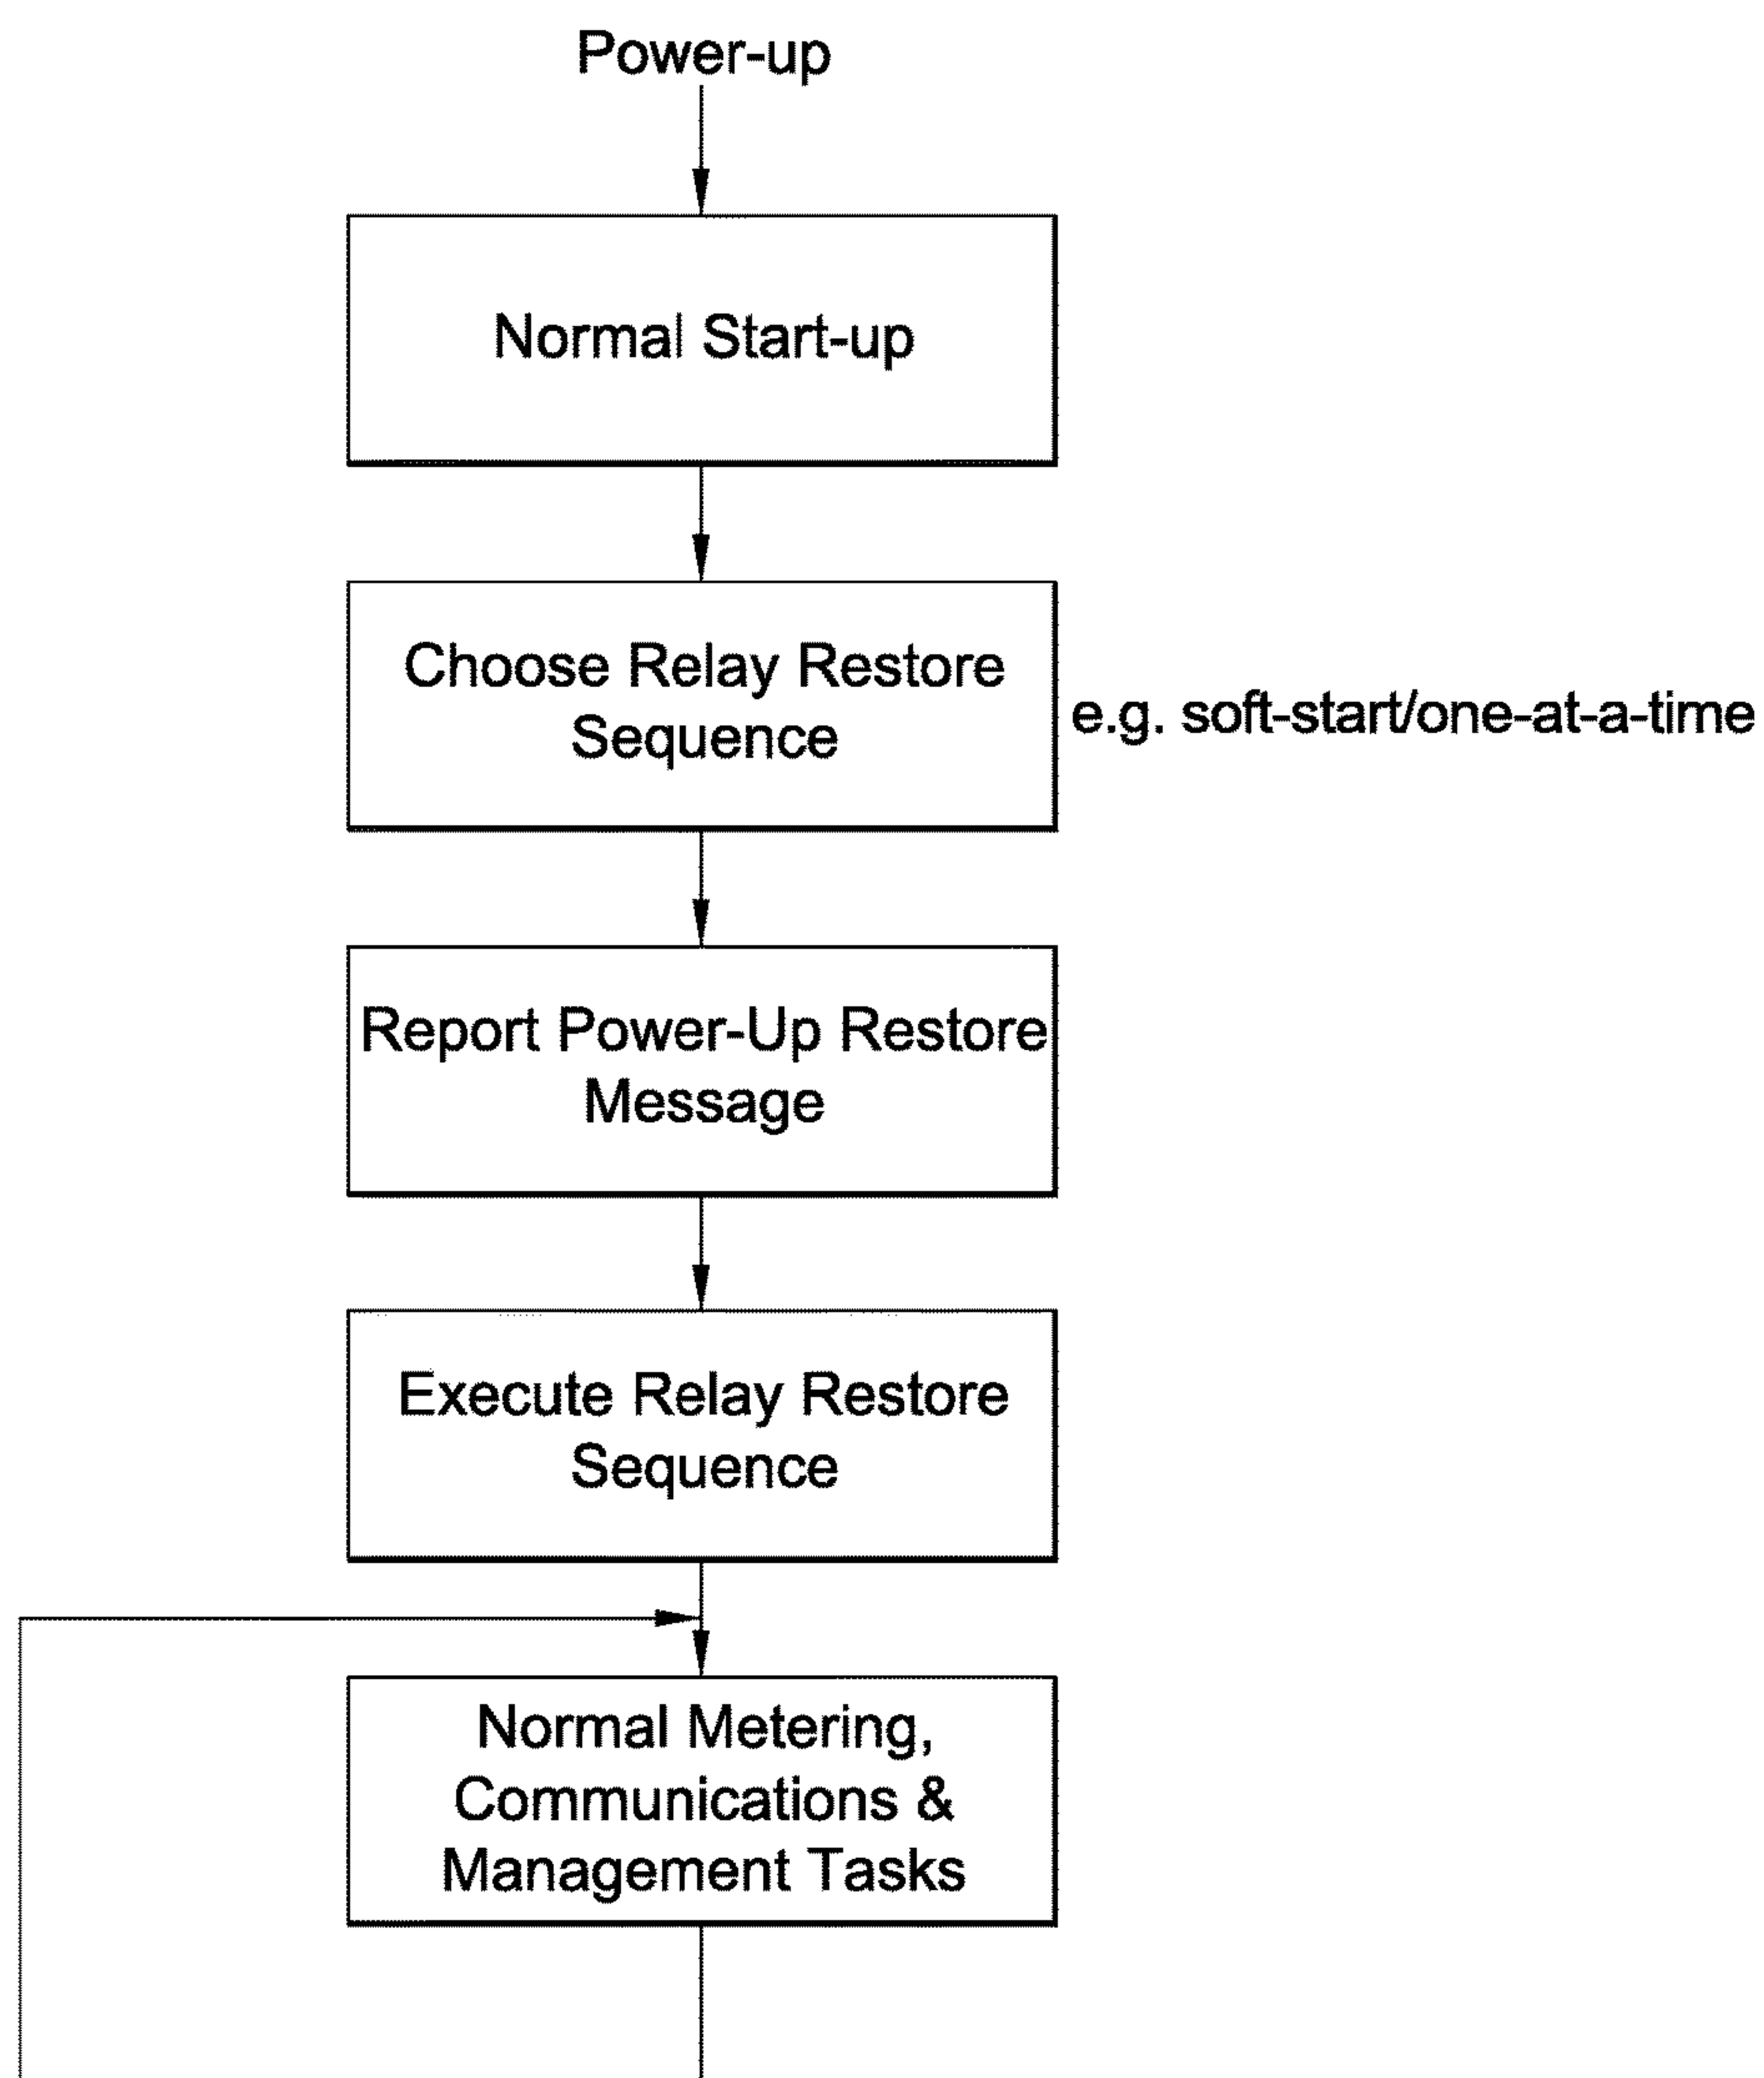 Power-up
Normal Start-up
Choose Relay Restore
Sequence
e.g. soft-start/one-at-a-time
Report Power-Up Restore
Message
Execute Relay Restore
Sequence
Normal Metering,
Communications &
Management Tasks